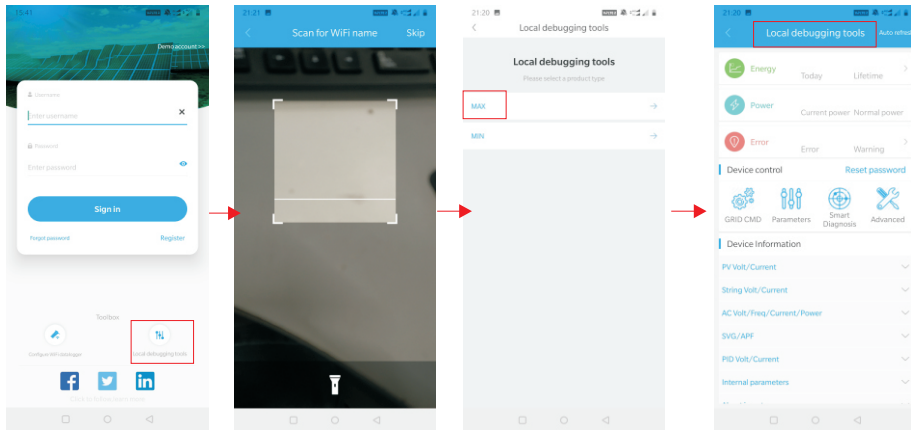 15:41
Demo account>>
Username
Enter username
×
Password
Enter password
Sign in
Forgot password
Register
Toolbox
Local debugging tools
21:21
Scan for WiFi name
Skip
21:20
Local debugging tools
Local debugging tools
Please select a product type
MAX
MIN
21:20
Local debugging tools
Auto refres
Energy
Today
Lifetime
Power
Current power
Normal power
Error
Error
Warning
Device control
Reset password
GRID CMD
Parameters
Smart
Diagnosis
Advanced
Device Information
PV Volt/Current
String Volt/Current
AC Volt/Freq/Current/Power
SVG/APF
PID Volt/Current
Internal parameters